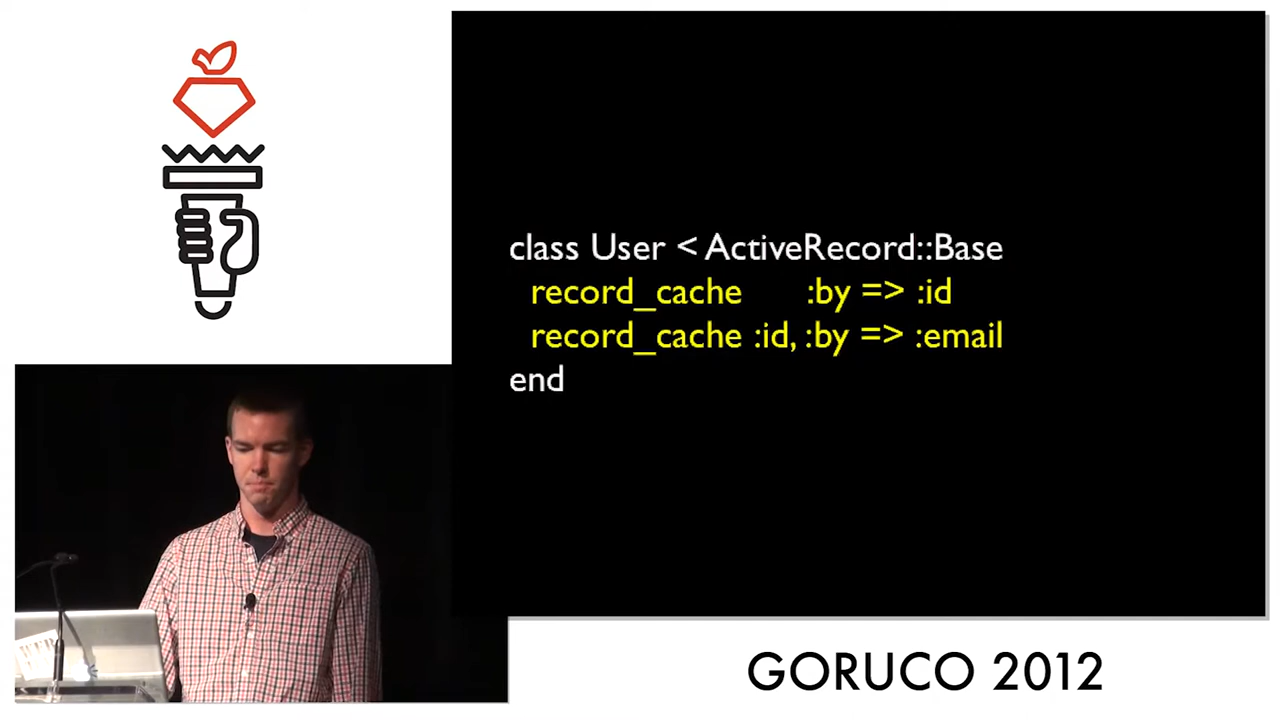 class User < ActiveRecord::Base
record_cache :by => :id
record_cache :id, :by => :email
end
GORUCO 2012